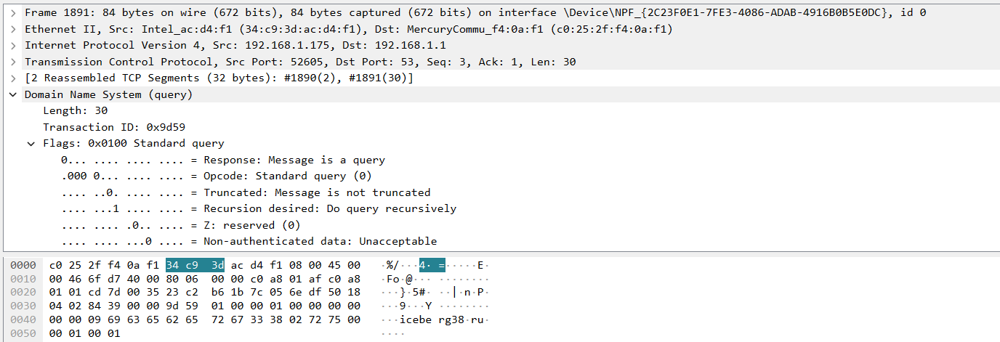 Frame 1891: 84 bytes on wire (672 bits), 84 bytes captured (672 bits) on interface \Device\NPF_{2C23F0E1-7FE3-4086-ADAB-4916B0B5E0DC}, id 0
Ethernet II, Src: Intel_ac:d4:f1 (34:c9:3d:ac:d4:f1), Dst: MercuryCommu_f4:0a:f1 (c0:25:2f:f4:0a:f1)
Internet Protocol Version 4, Src: 192.168.1.175, Dst: 192.168.1.1
Transmission Control Protocol, Src Port: 52605, Dst Port: 53, Seq: 3, Ack: 1, Len: 30
[2 Reassembled TCP Segments (32 bytes): #1890(2), #1891(30)]
Domain Name System (query)
Length: 30
Transaction ID: 0x9d59
Flags: 0x0100 Standard query
0... .... .... .... = Response: Message is a query
.000 0... .... .... = Opcode: Standard query (0)
.... ..0. .... .... = Truncated: Message is not truncated
.... ...1 .... .... = Recursion desired: Do query recursively
.... .... .0.. .... = Z: reserved (0)
.... .... ...0 .... = Non-authenticated data: Unacceptable
0000 c0 25 2f f4 0a f1 34 c9 3d ac d4 f1 08 00 45 00 ·%/···4· =·····E·
0010 00 46 6f d7 40 00 80 06 00 00 c0 a8 01 af c0 a8 ·Fo·@··· ········
0020 01 01 cd 7d 00 35 23 c2 b6 1b 7c 05 6e df 50 18 ···}·5#· ··|·n·P·
0030 04 02 84 39 00 00 9d 59 01 00 00 01 00 00 00 00 ···9···Y ········
0040 00 00 09 69 63 65 62 65 72 67 33 38 02 72 75 00 ···icebe rg38·ru·
0050 00 01 00 01 ····